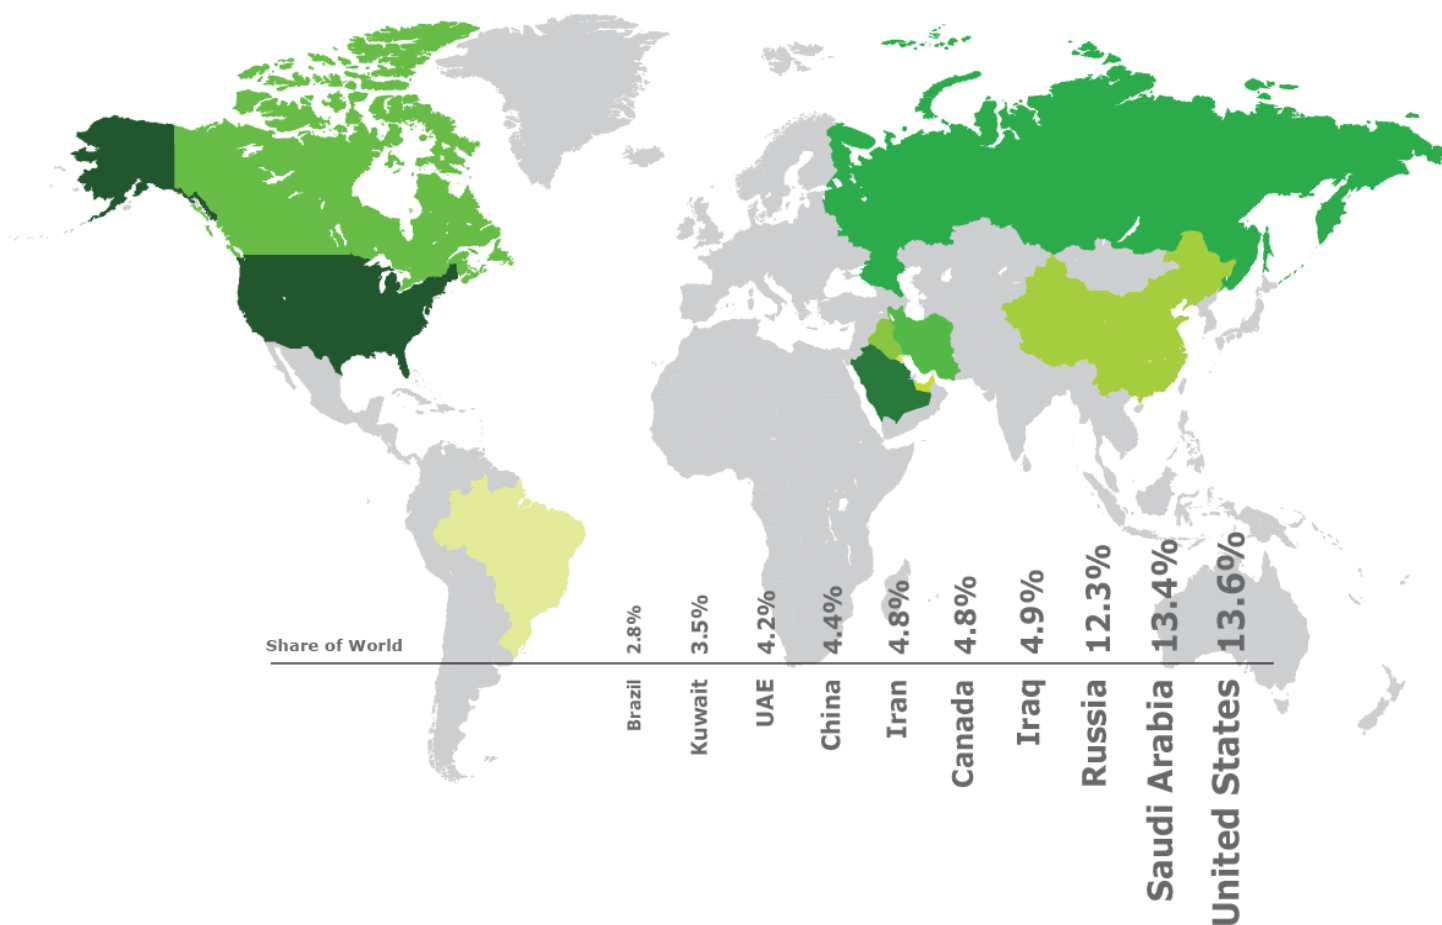 Share of World
2.8%
3.5%
4.2%
4.4%
4.8%
4.8%
4.9%
12.3%
13.4%
13.6%
Brazil
Kuwait
UAE
China
Iran
Canada
Iraq
Russia
Saudi Arabia
United States